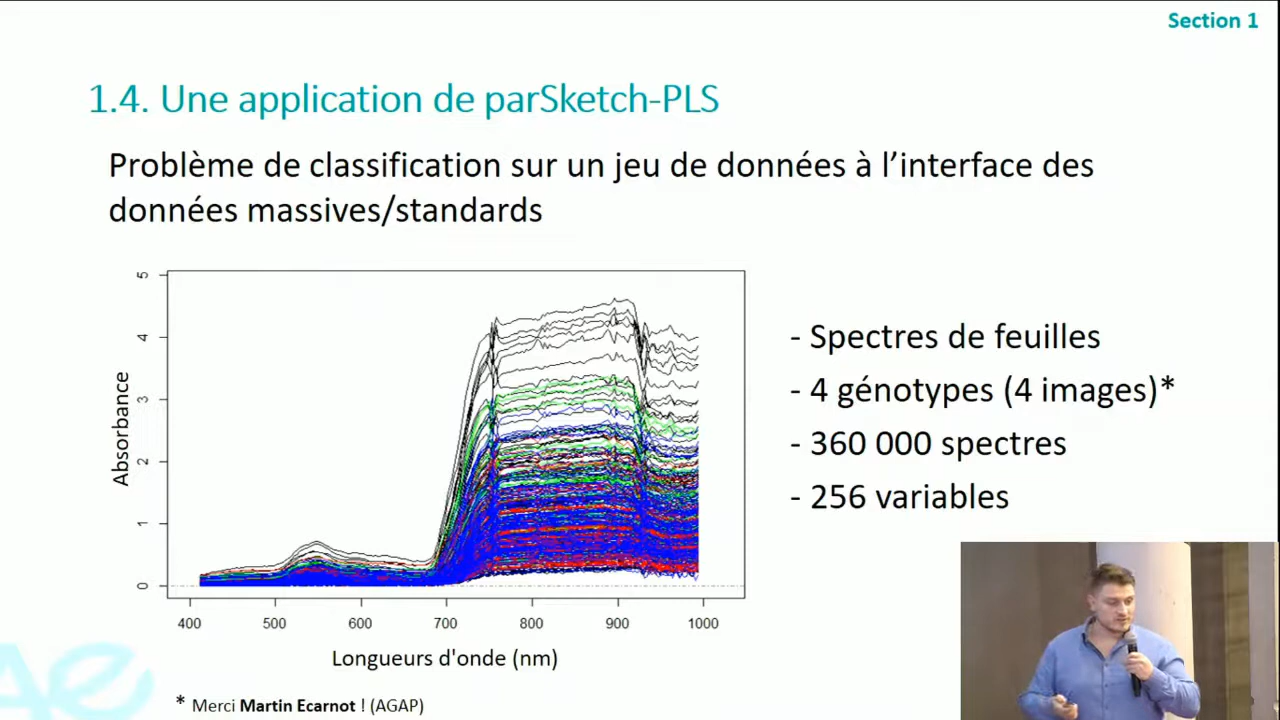 Section 1
1.4. Une application de parSketch-PLS
Problème de classification sur un jeu de données à l’interface des
données massives/standards
5
4
3
2
1
0
Absorbance
400 500 600 700 800 900 1000
Longueurs d'onde (nm)
- Spectres de feuilles
- 4 génotypes (4 images)*
- 360 000 spectres
- 256 variables
* Merci Martin Ecarnot ! (AGAP)